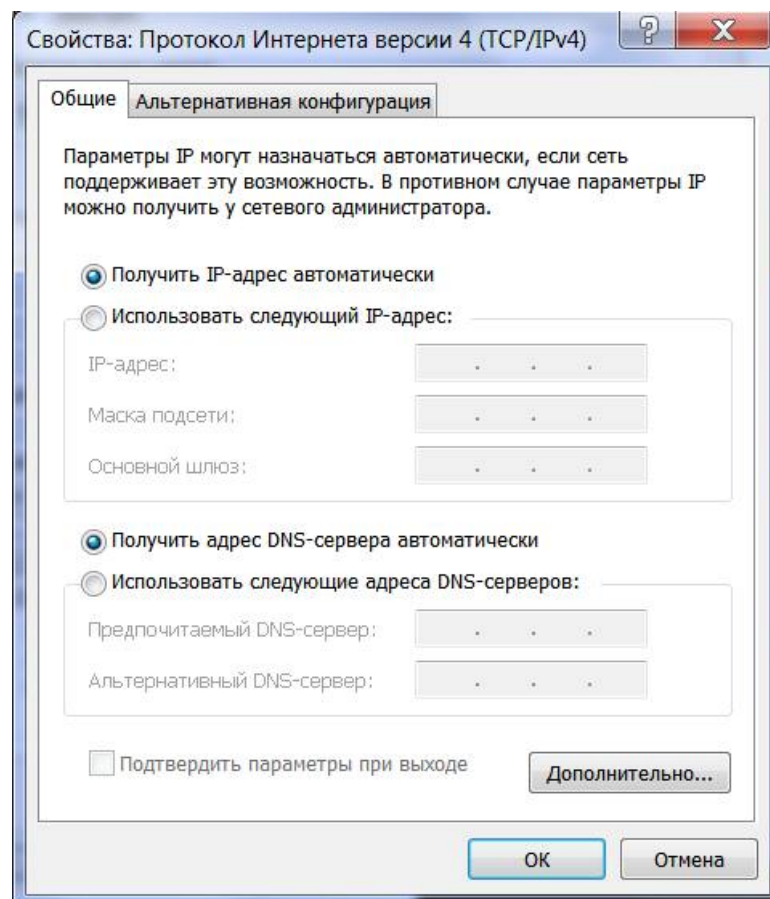 Свойства: Протокол Интернета версии 4 (TCP/IPv4)
Общие
Альтернативная конфигурация
Параметры IP могут назначаться автоматически, если сеть
поддерживает эту возможность. В противном случае параметры IP
можно получить у сетевого администратора.
Получить IP-адрес автоматически
Использовать следующий IP-адрес:
IP-адрес:
Маска подсети:
Основной шлюз:
Получить адрес DNS-сервера автоматически
Использовать следующие адреса DNS-серверов:
Предпочитаемый DNS-сервер:
Альтернативный DNS-сервер:
Подтвердить параметры при выходе
Дополнительно...
ОК
Отмена